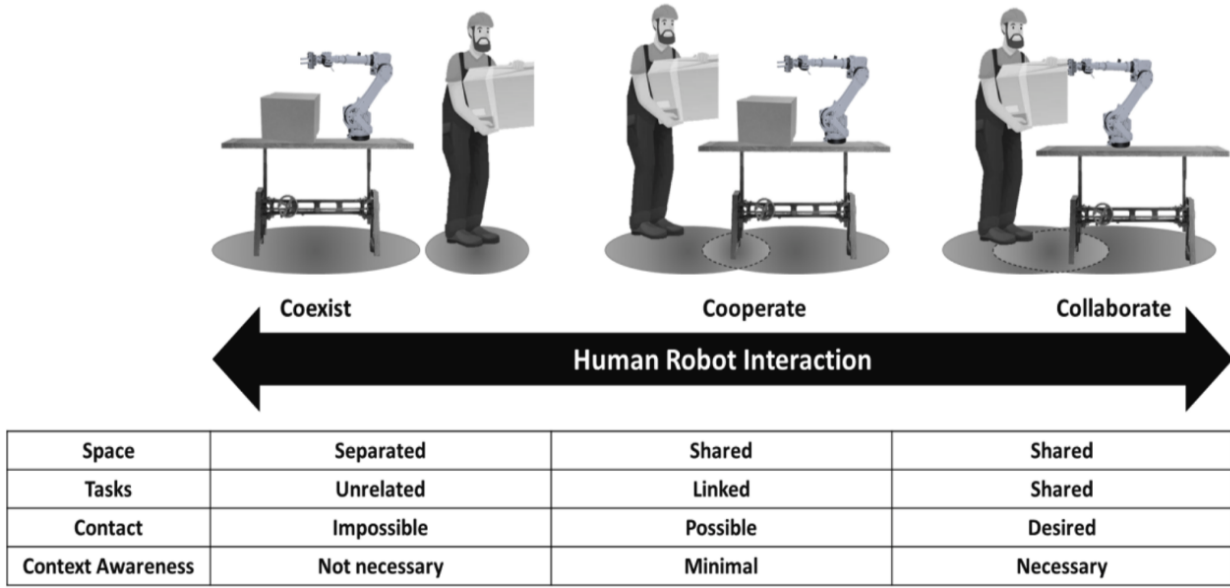 Coexist Cooperate Collaborate
Human Robot Interaction
Space Separated Shared Shared
Tasks Unrelated Linked Shared
Contact Impossible Possible Desired
Context Awareness Not necessary Minimal Necessary